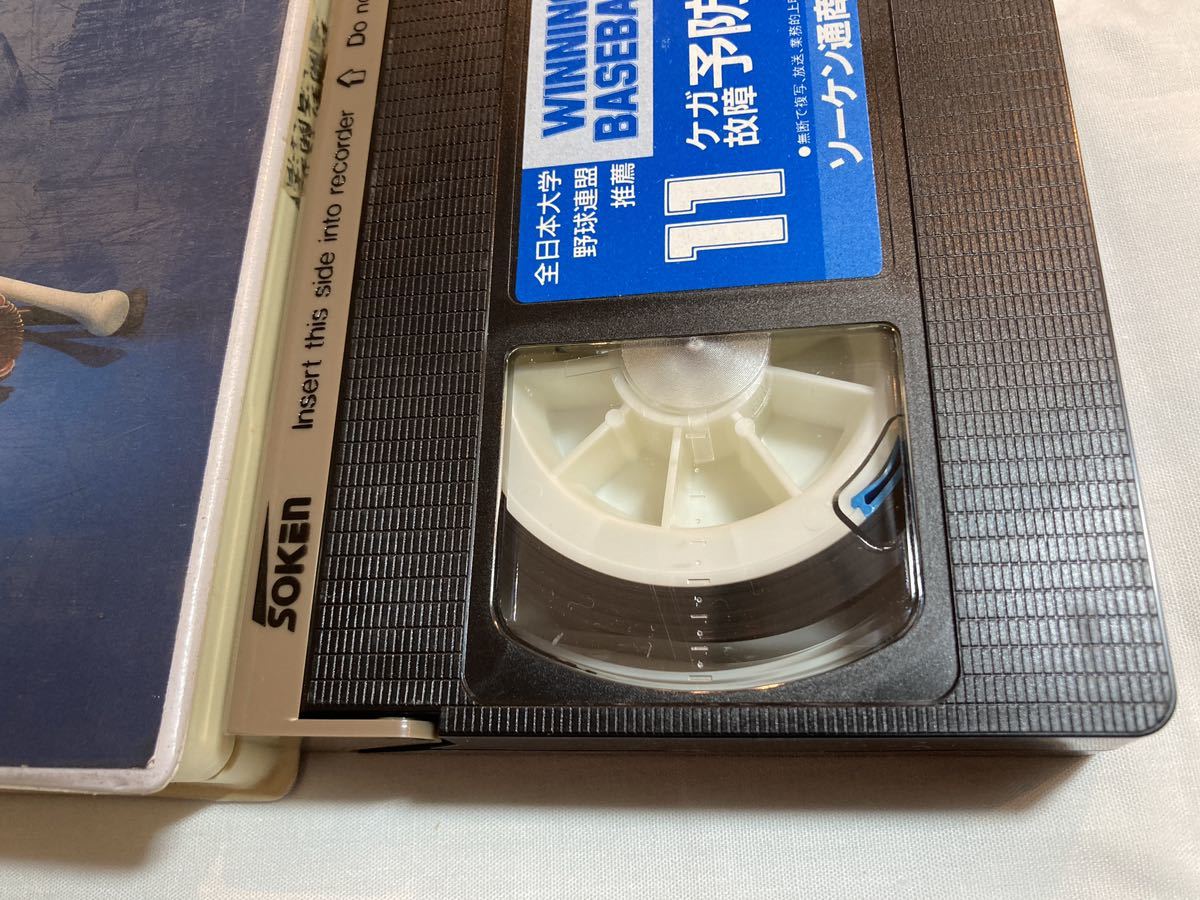 WINNING
BASEBA
全日本大学
野球連盟
推薦
11
ケガ
故障
予防
●無断で複写、放送、業務的上
ソーケン通商
SOKEN
Insert this side into recorder ⇧ Do no